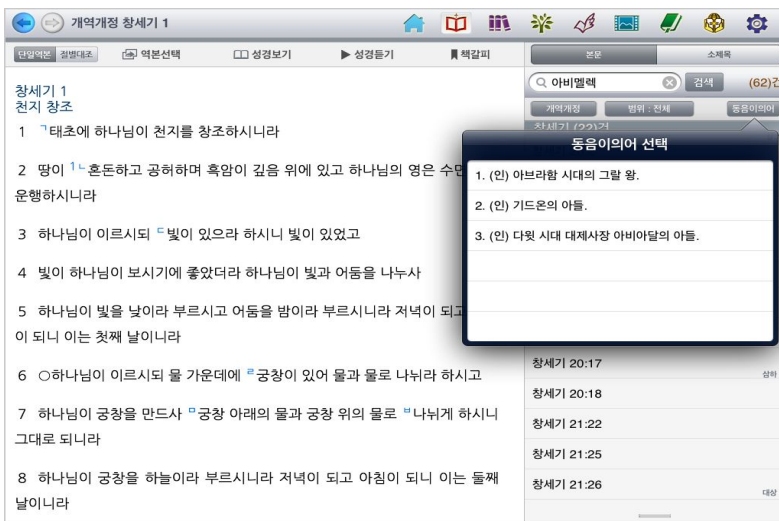 개역개정 창세기 1
단일역본 절별대조 역본선택 성경보기 ▶ 성경듣기 책갈피
창세기 1
천지 창조
1 ㄱ태초에 하나님이 천지를 창조하시니라
2 땅이 1ㄴ혼돈하고 공허하며 흑암이 깊음 위에 있고 하나님의 영은 수면
운행하시니라
3 하나님이 이르시되 ㄷ빛이 있으라 하시니 빛이 있었고
4 빛이 하나님이 보시기에 좋았더라 하나님이 빛과 어둠을 나누사
5 하나님이 빛을 낮이라 부르시고 어둠을 밤이라 부르시니라 저녁이 되고
이 되니 이는 첫째 날이니라
6 ○하나님이 이르시되 물 가운데에 ㄹ궁창이 있어 물과 물로 나뉘라 하시고
7 하나님이 궁창을 만드사 ㅁ궁창 아래의 물과 궁창 위의 물로 ㅂ나뉘게 하시니
그대로 되니라
8 하나님이 궁창을 하늘이라 부르시니라 저녁이 되고 아침이 되니 이는 둘째
날이니라
본문 소제목
아비멜렉 검색 (62)건
개역개정 범위 : 전체 동음이의어
창세기 (22)건
동음이의어 선택
1. (인) 아브라함 시대의 그랄 왕.
2. (인) 기드온의 아들.
3. (인) 다윗 시대 대제사장 아비아달의 아들.
창세기 20:17
삼하
창세기 20:18
창세기 21:22
창세기 21:25
창세기 21:26
대상